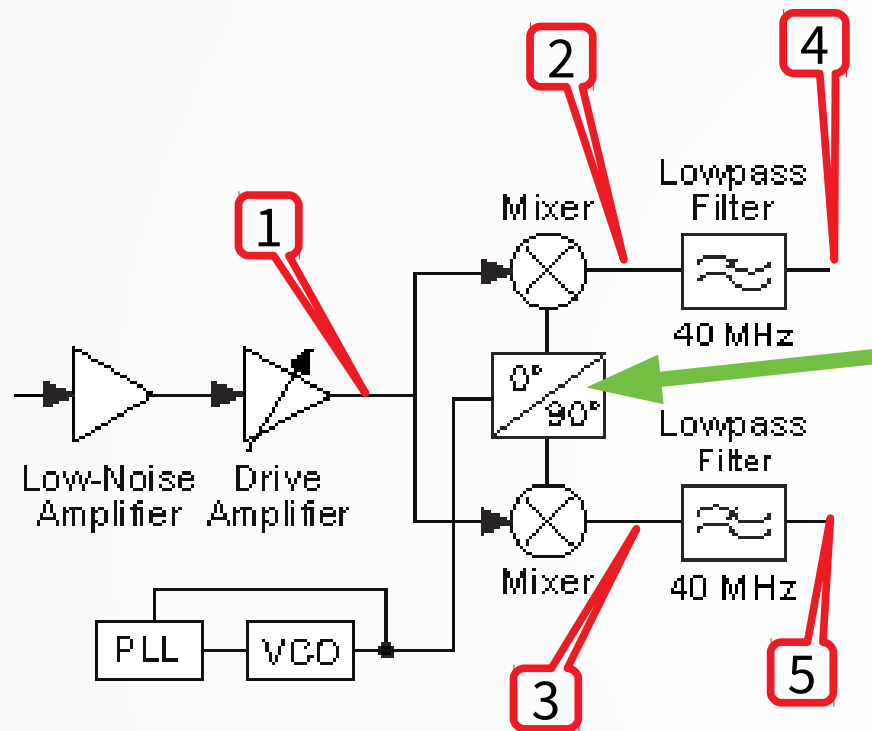 2
4
Lowpass
Filter
Mixer
1
40 MHz
0°
90°
Lowpass
Filter
Low-Noise
Amplifier
Drive
Amplifier
Mixer
40 MHz
PLL
VCO
3
5